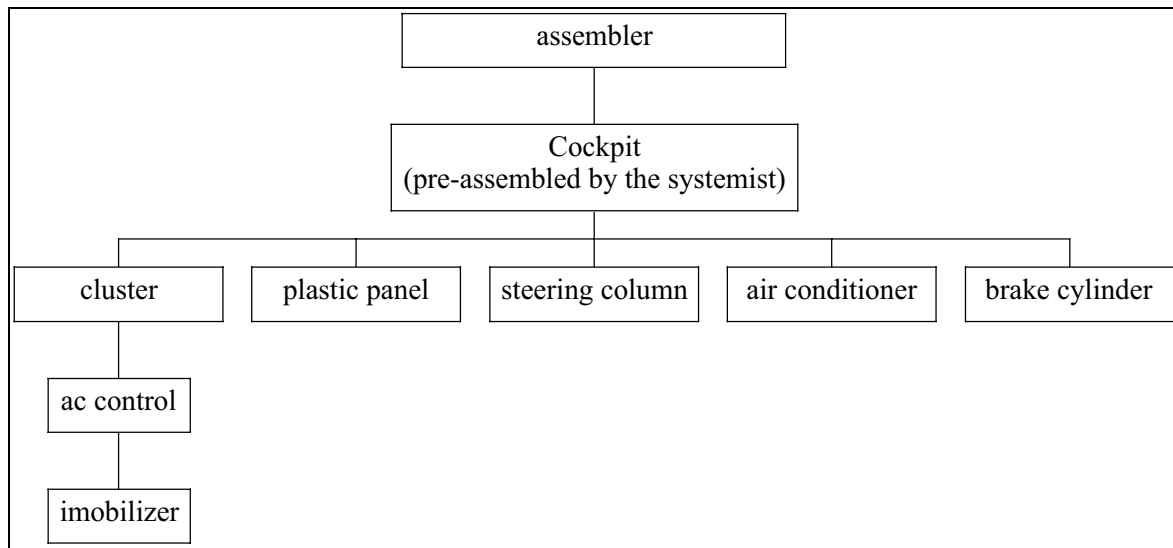 assembler
Cockpit
(pre-assembled by the systemist)
cluster
plastic panel
steering column
air conditioner
brake cylinder
ac control
imobilizer